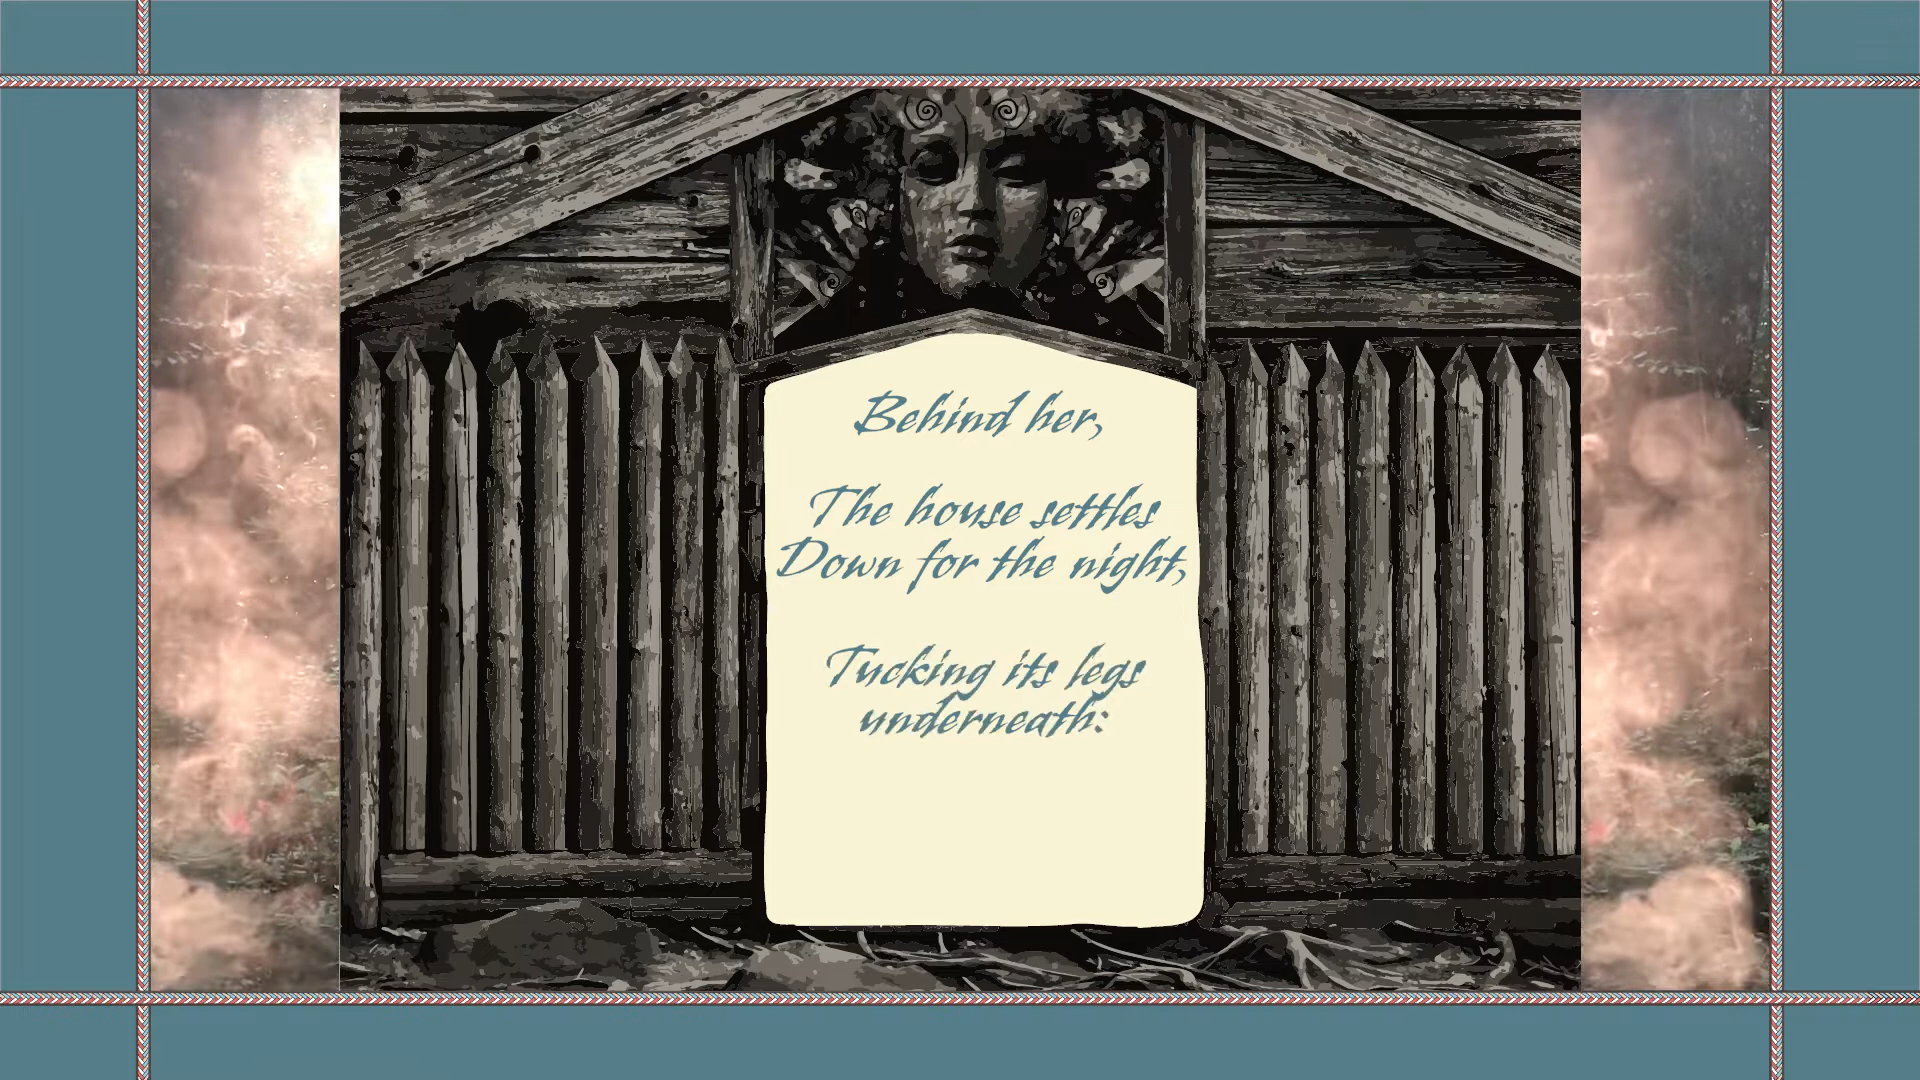 Behind her,
The house settles
Down for the night,
Tucking its legs
underneath: